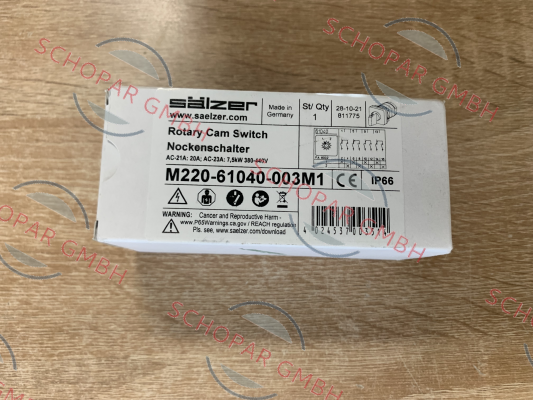 sälzer
www.saelzer.com
Made in
Germany
St/ Qty
1
28-10-21
811775
Rotary Cam Switch
Nockenschalter
AC-21A: 20A; AC-23A: 7,5kW 380-440V
M220-61040-003M1
CE
IP66
WARNING: Cancer and Reproductive Harm -
www.P65Warnings.ca.gov / REACH regulation
Pls. see, www.saelzer.com/download
SCHOPAR GMBH
SCHOPAR GMBH
SCHOPAR GMBH
SCHOPAR GMBH
SCHOPAR GMBH